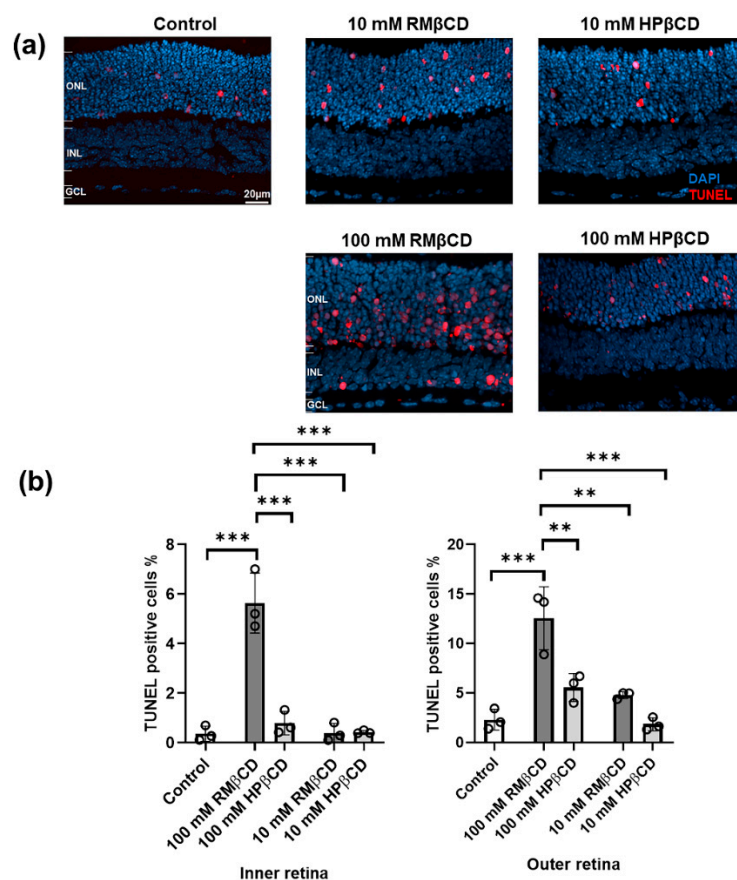 (a)
Control
10 mM RMβCD
10 mM HPβCD
ONL
INL
GCL
20µm
DAPI
TUNEL
100 mM RMβCD
100 mM HPβCD
ONL
INL
GCL
(b)
***
***
***
***
TUNEL positive cells %
8
6
4
2
0
Control
100 mM RMβCD
100 mM HPβCD
10 mM RMβCD
10 mM HPβCD
Inner retina
***
**
**
***
TUNEL positive cells %
20
15
10
5
0
Control
100 mM RMβCD
100 mM HPβCD
10 mM RMβCD
10 mM HPβCD
Outer retina